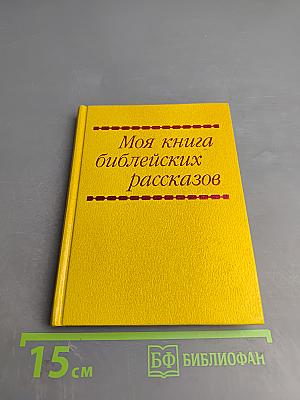 Моя книга
библейских
рассказов
15 см
БФ БИБЛИОФАН